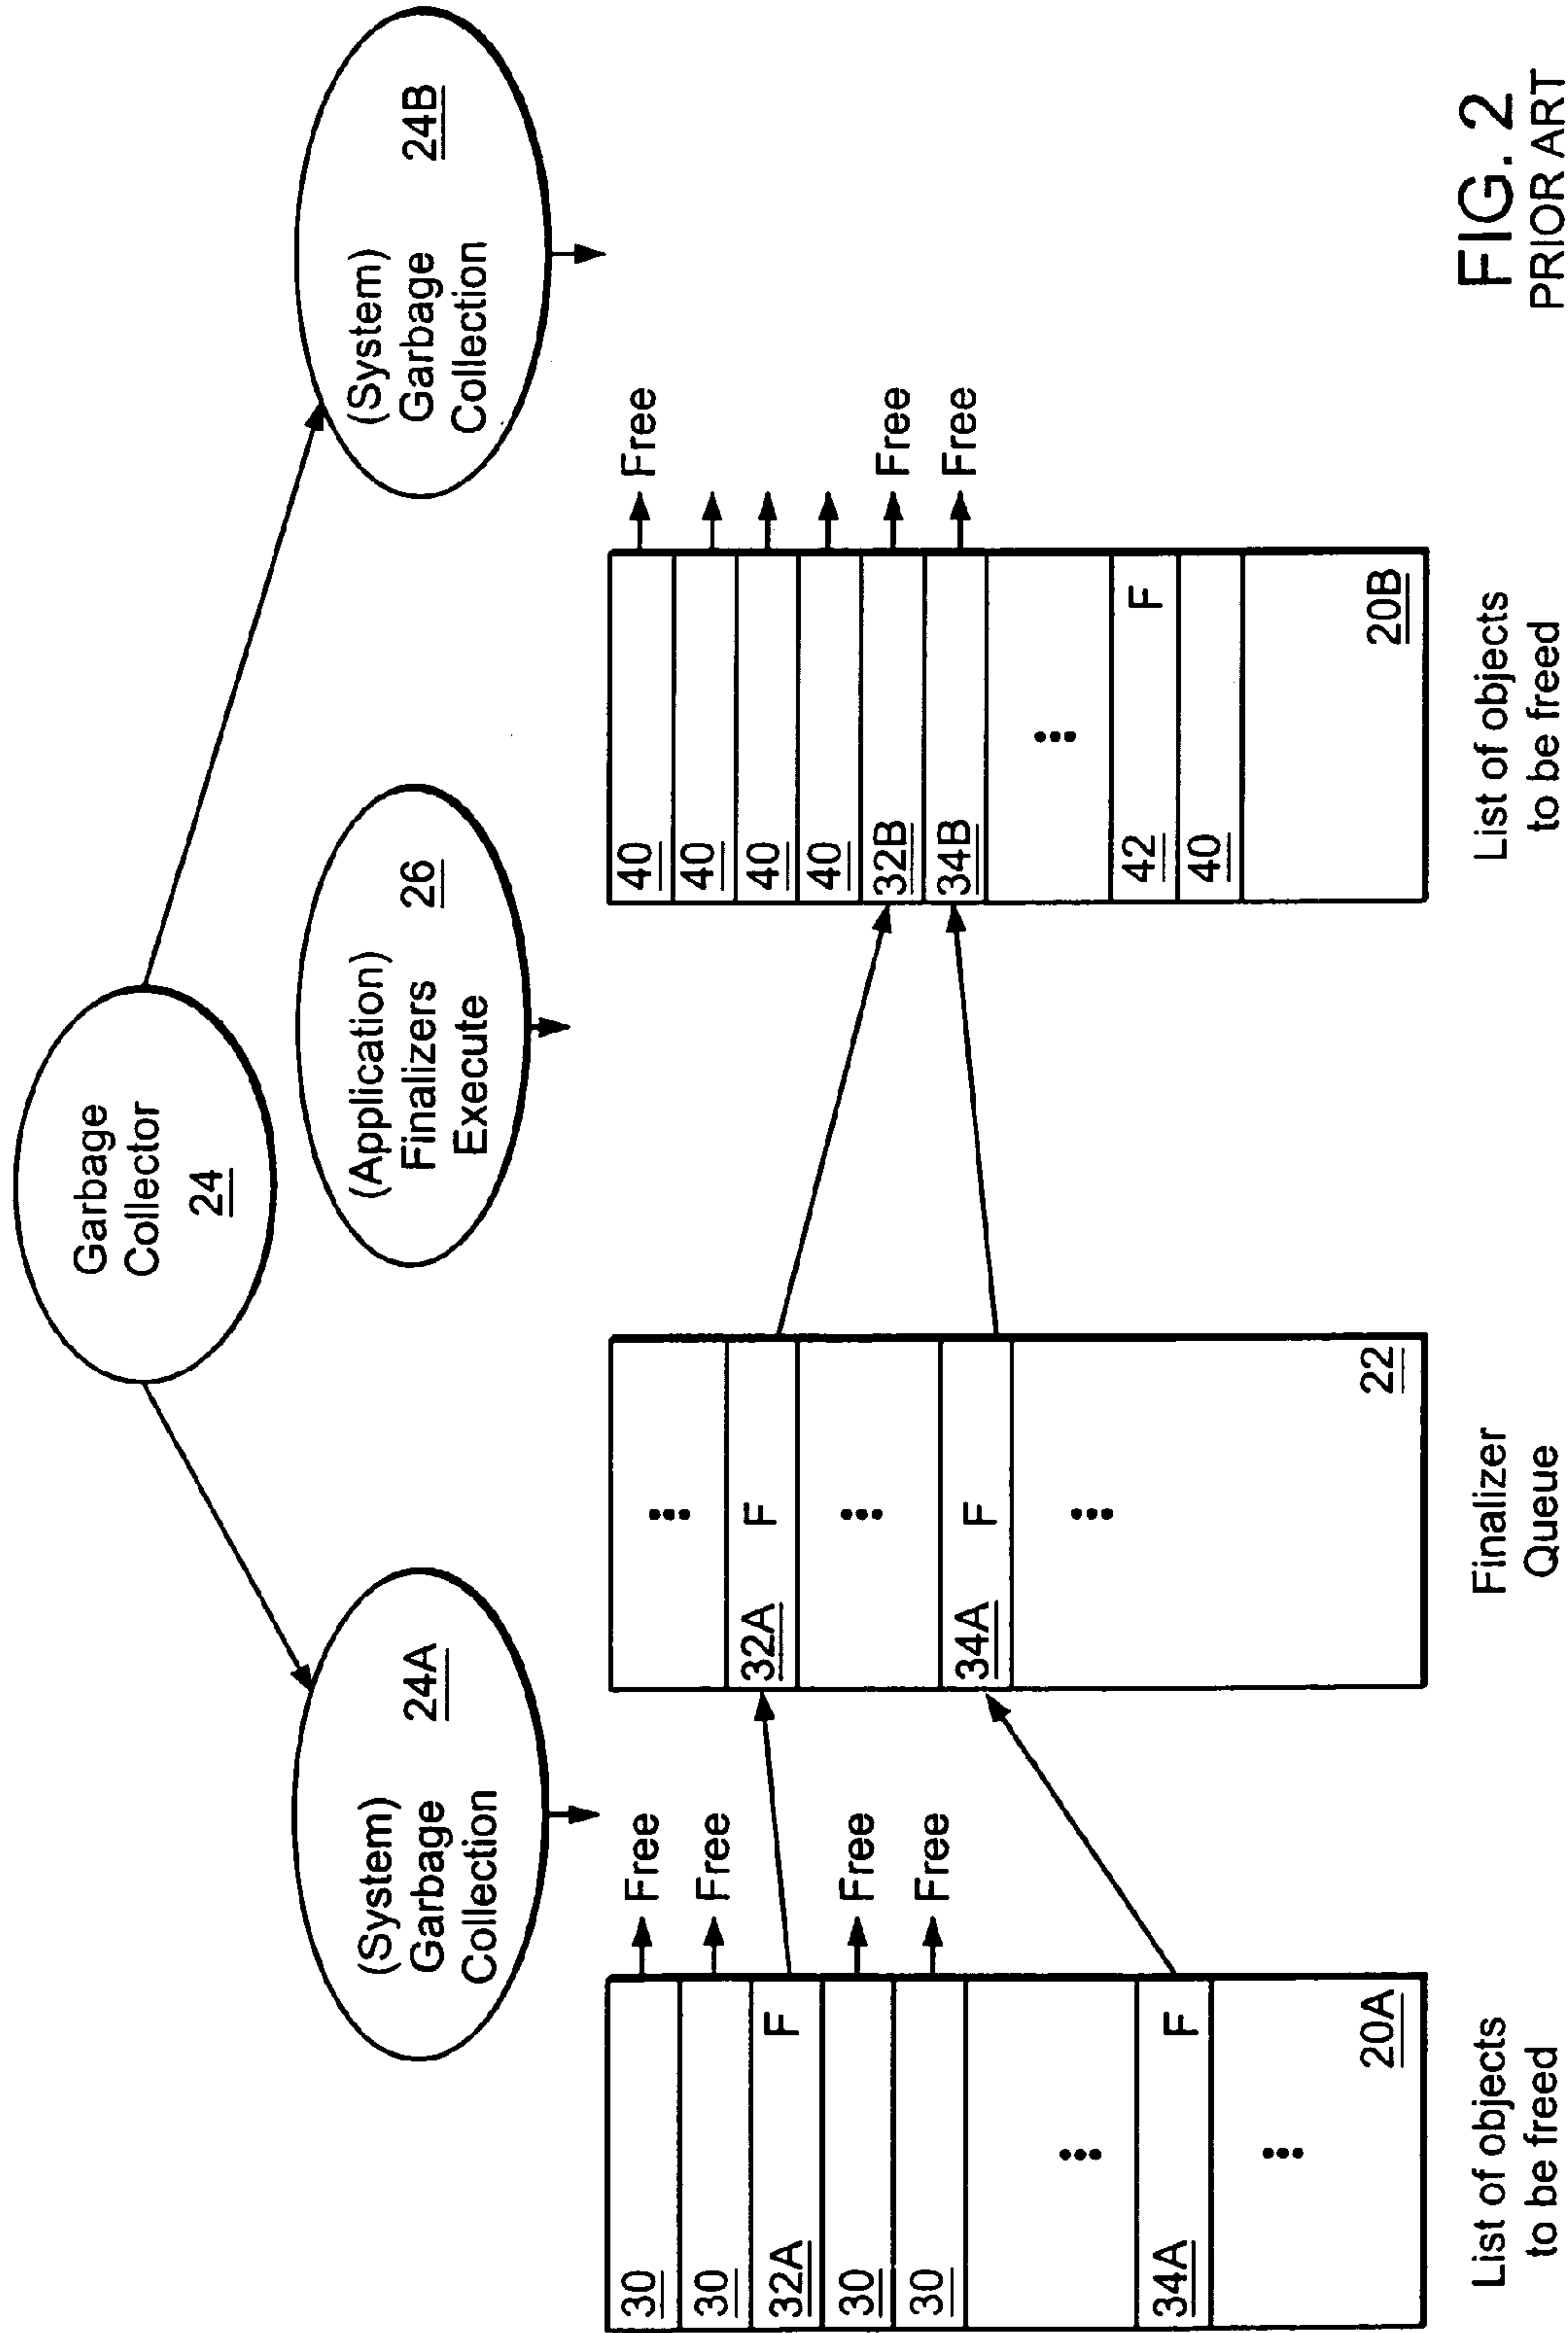 Garbage
Collector
24
(System)
Garbage
Collection
24A
(Application)
Finalizers
Execute
26
(System)
Garbage
Collection
24B
30
Free
30
Free
32A F
30
Free
30
Free
...
34A F
...
20A
List of objects
to be freed
...
32A F
...
34A F
...
22
Finalizer
Queue
40
Free
40
40
40
32B
Free
34B
Free
...
42 F
40
20B
List of objects
to be freed
FIG. 2
PRIOR ART